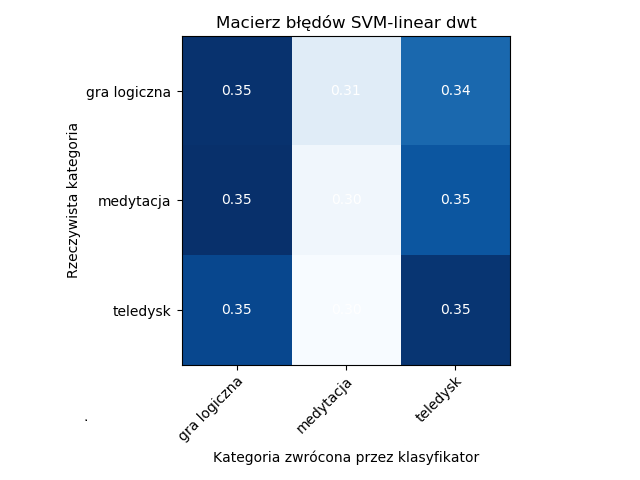 Macierz błędów SVM-linear dwt
Rzeczywista kategoria
gra logiczna
0.35 0.31 0.34
medytacja
0.35 0.30 0.35
teledysk
0.35 0.35
gra logiczna
medytacja
teledysk
.
Kategoria zwrócona przez klasyfikator